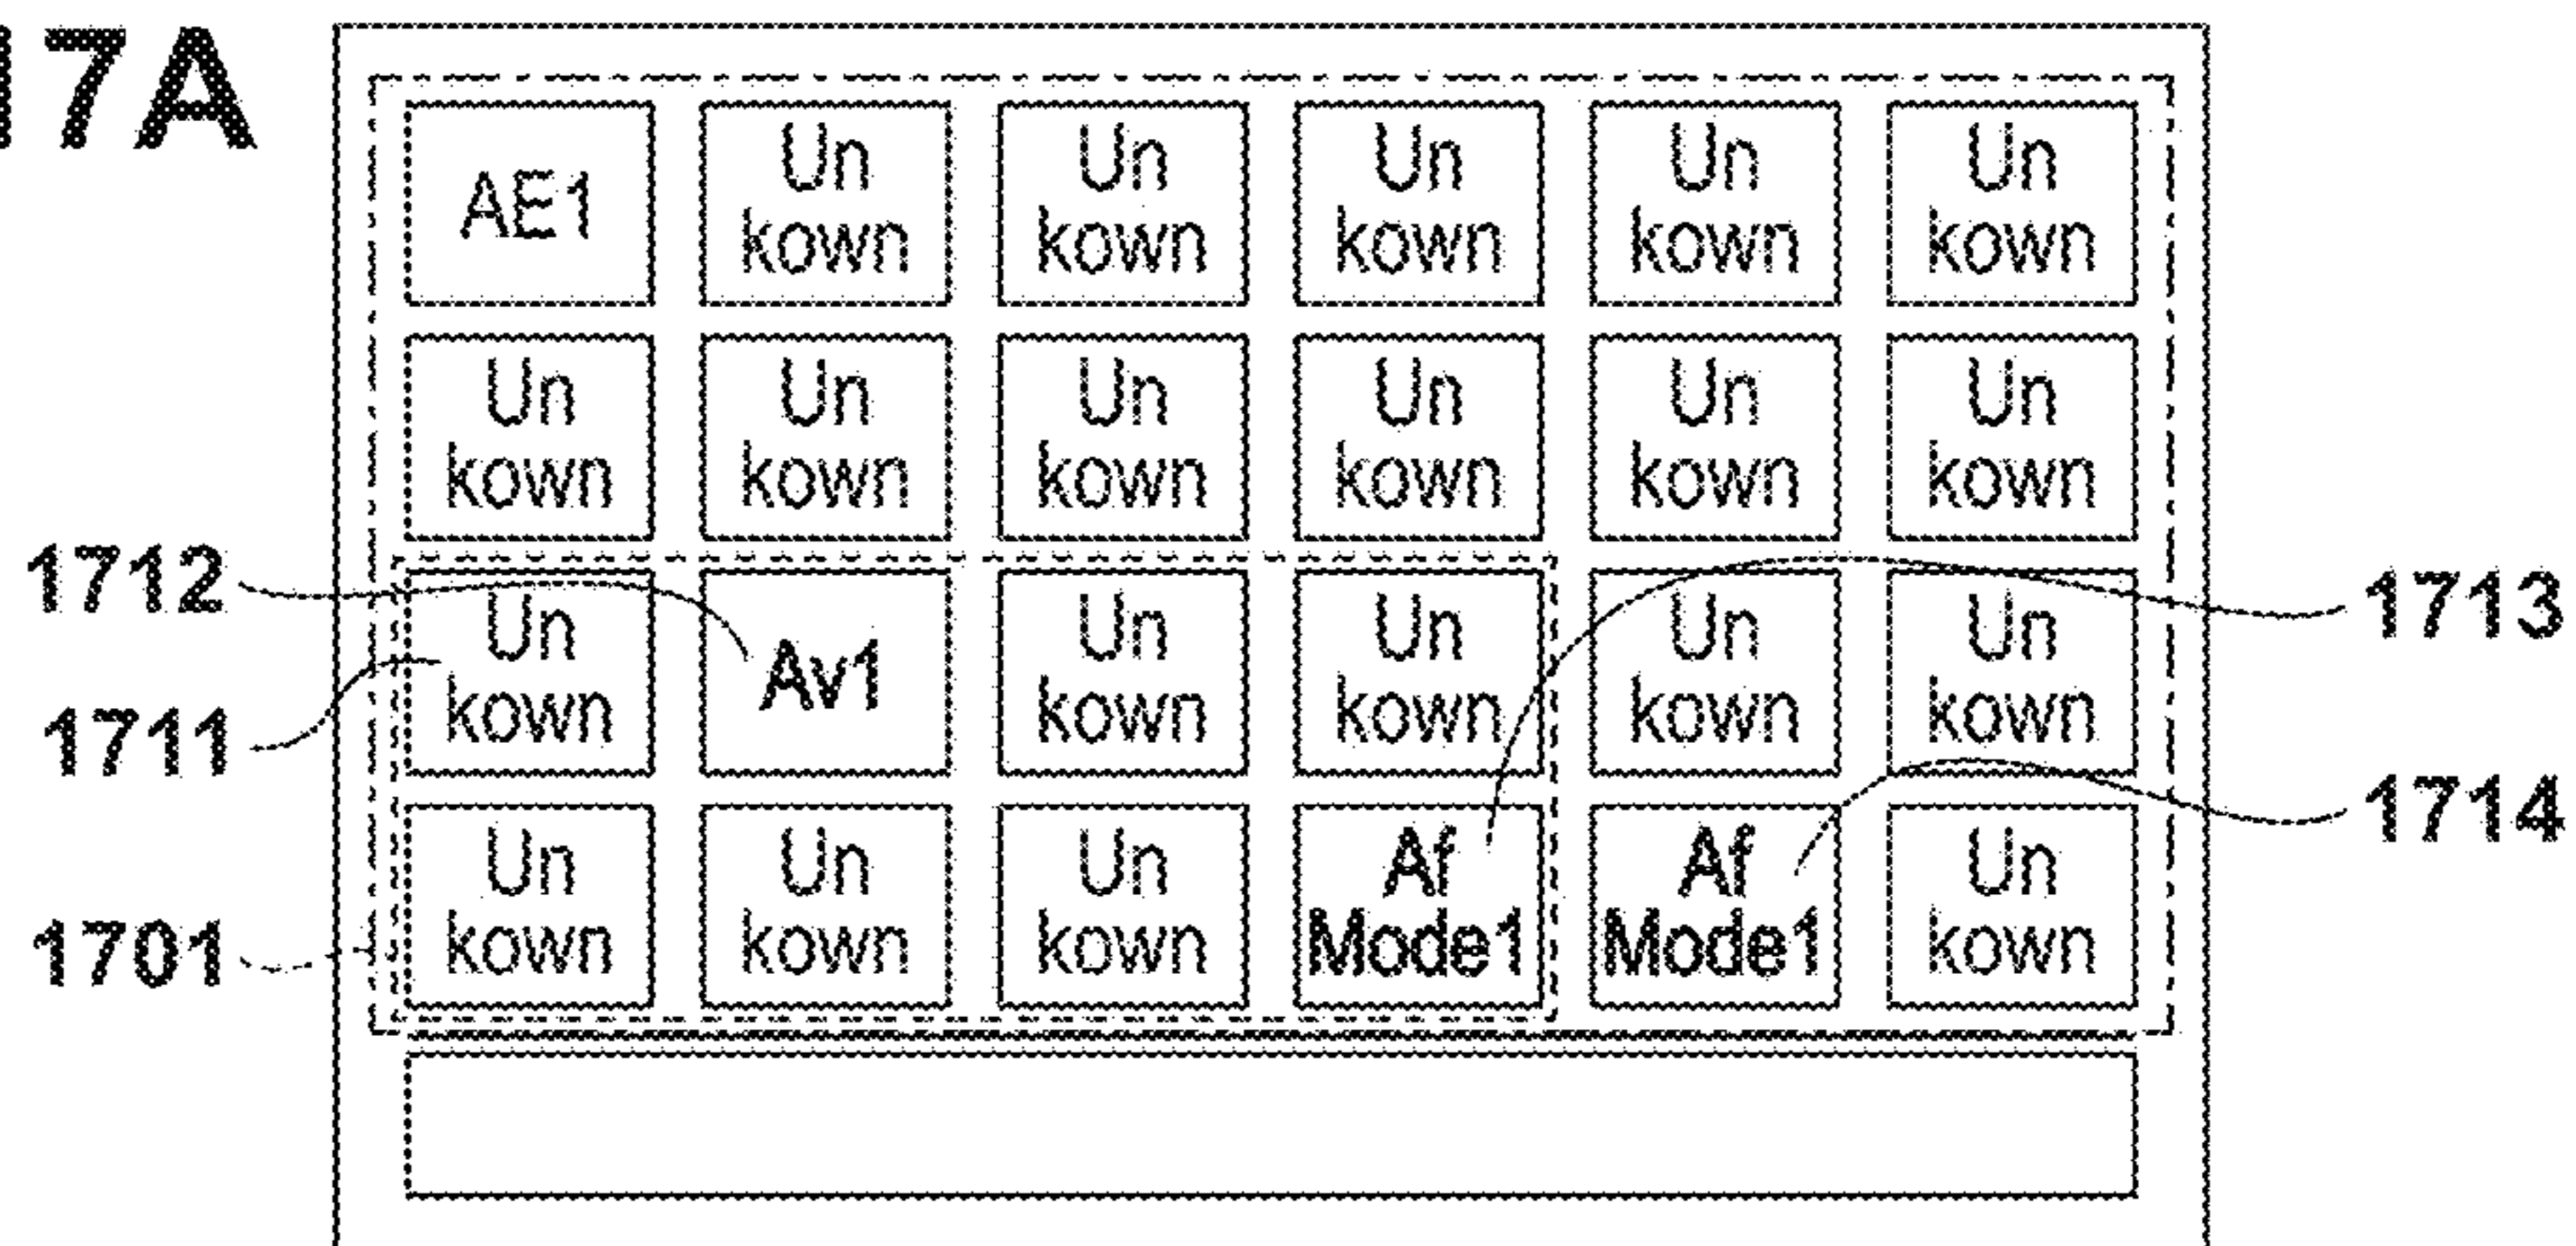 17A
AE1 Un Un Un Un Un
kown kown kown kown kown
Un Un Un Un Un Un
kown kown kown kown kown kown
1712 1713
Un Av1 Un Un Un Un
kown kown kown kown kown
1711 1714
Un Un Un Af Af Un
kown kown kown Mode1 Mode1 kown
1701